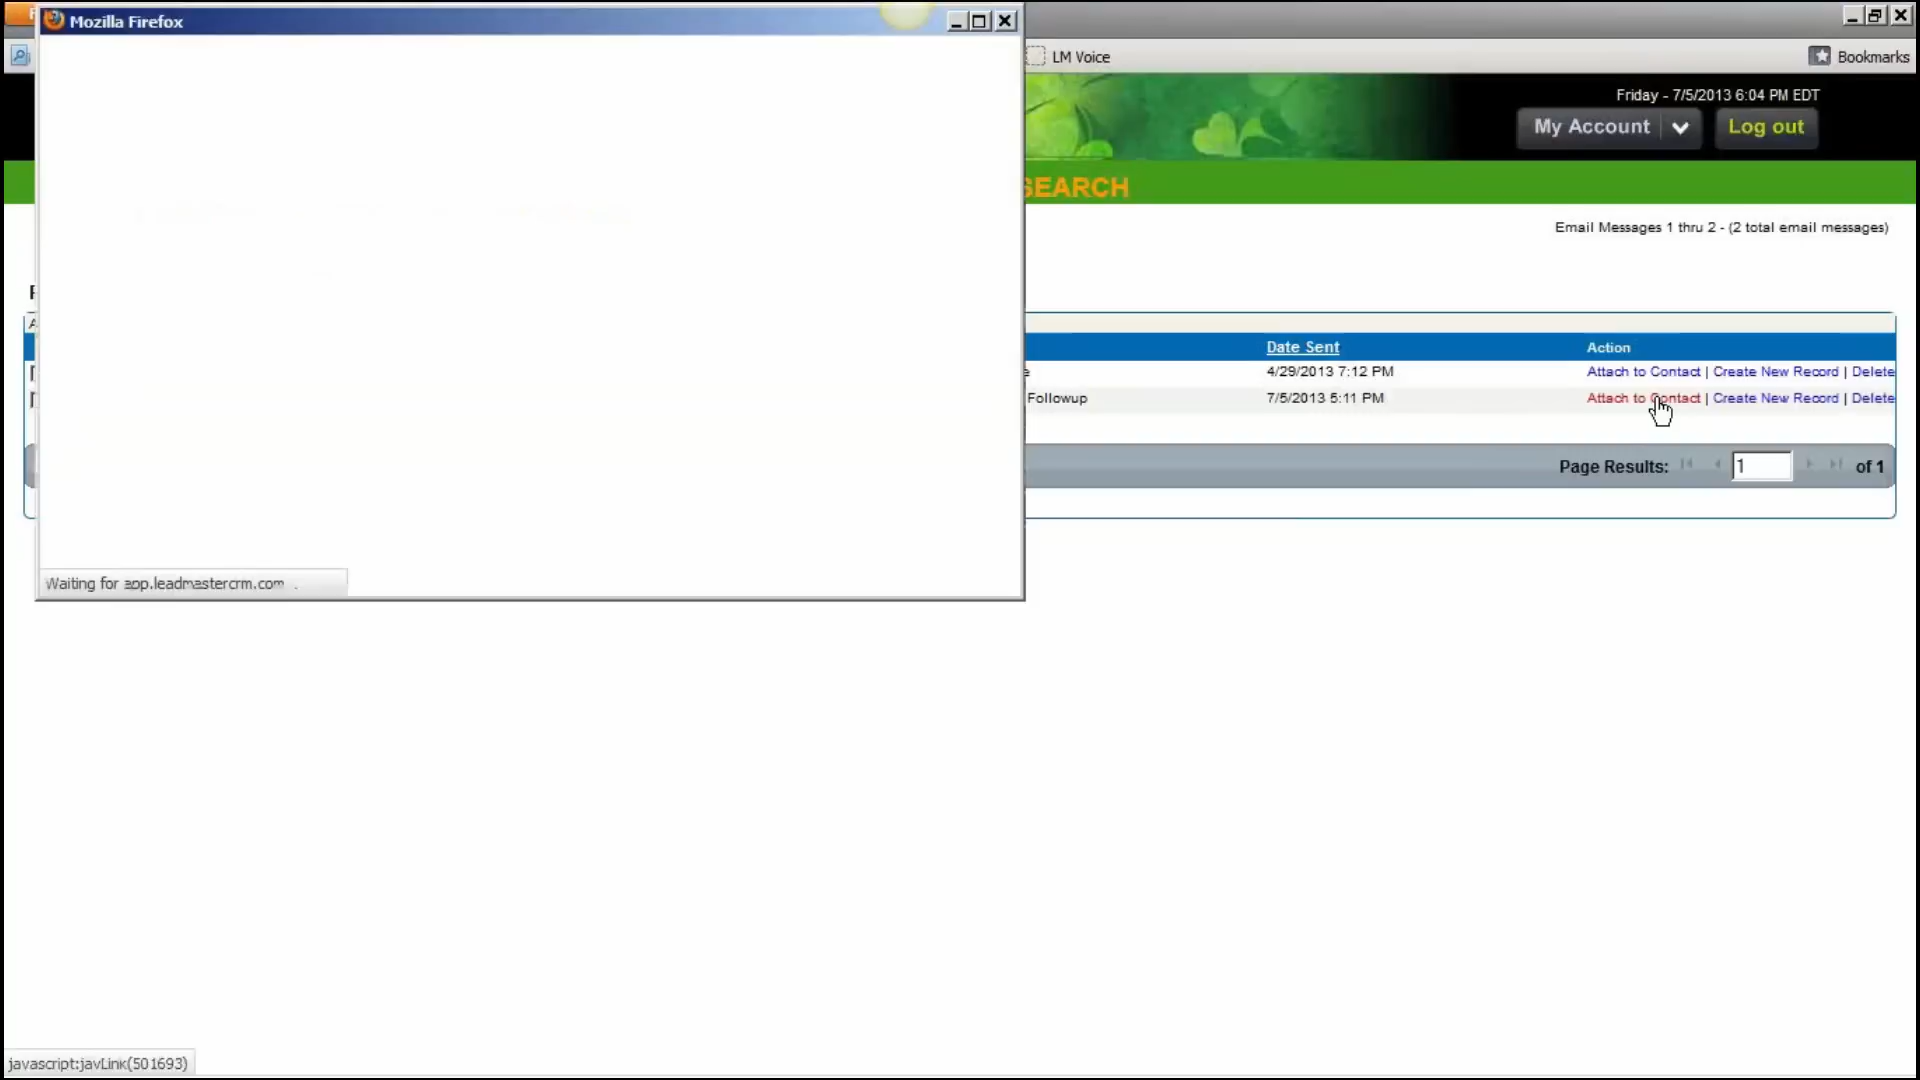 Mozilla Firefox
LM Voice
Bookmarks
Friday - 7/5/2013 6:04 PM EDT
My Account
Log out
SEARCH
Email Messages 1 thru 2 - (2 total email messages)
Date Sent Action
4/29/2013 7:12 PM Attach to Contact | Create New Record | Delete
Followup 7/5/2013 5:11 PM Attach to Contact | Create New Record | Delete
Page Results: 1 of 1
Waiting for app.leadmastercrm.com
javascript:javLink(501693)